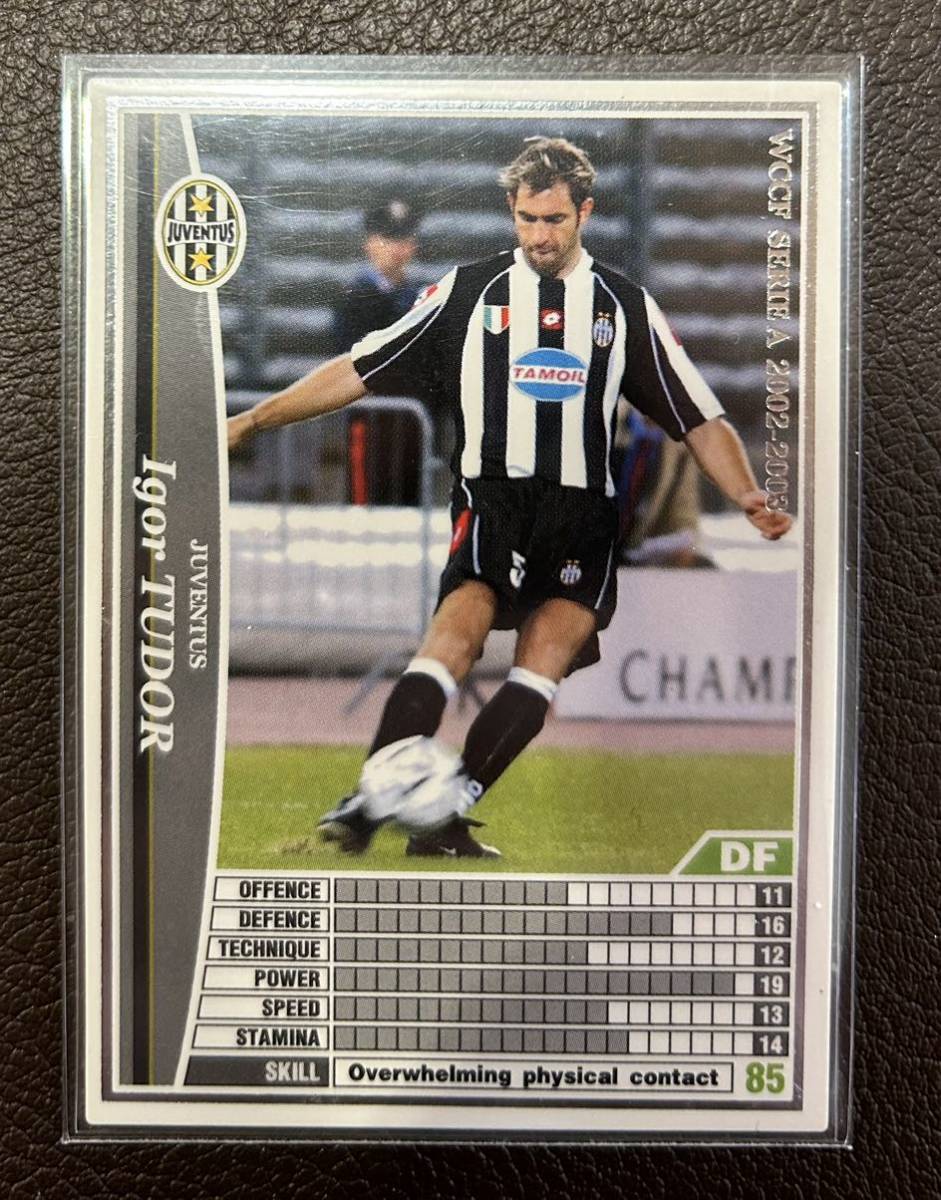 WCCF SERIE A 2002-2003
JUVENTUS
TAMOIL
5
JUVENTUS
Igor TUDOR
CHAMP
DF
OFFENCE 11
DEFENCE 16
TECHNIQUE 12
POWER 19
SPEED 13
STAMINA 14
SKILL Overwhelming physical contact 85